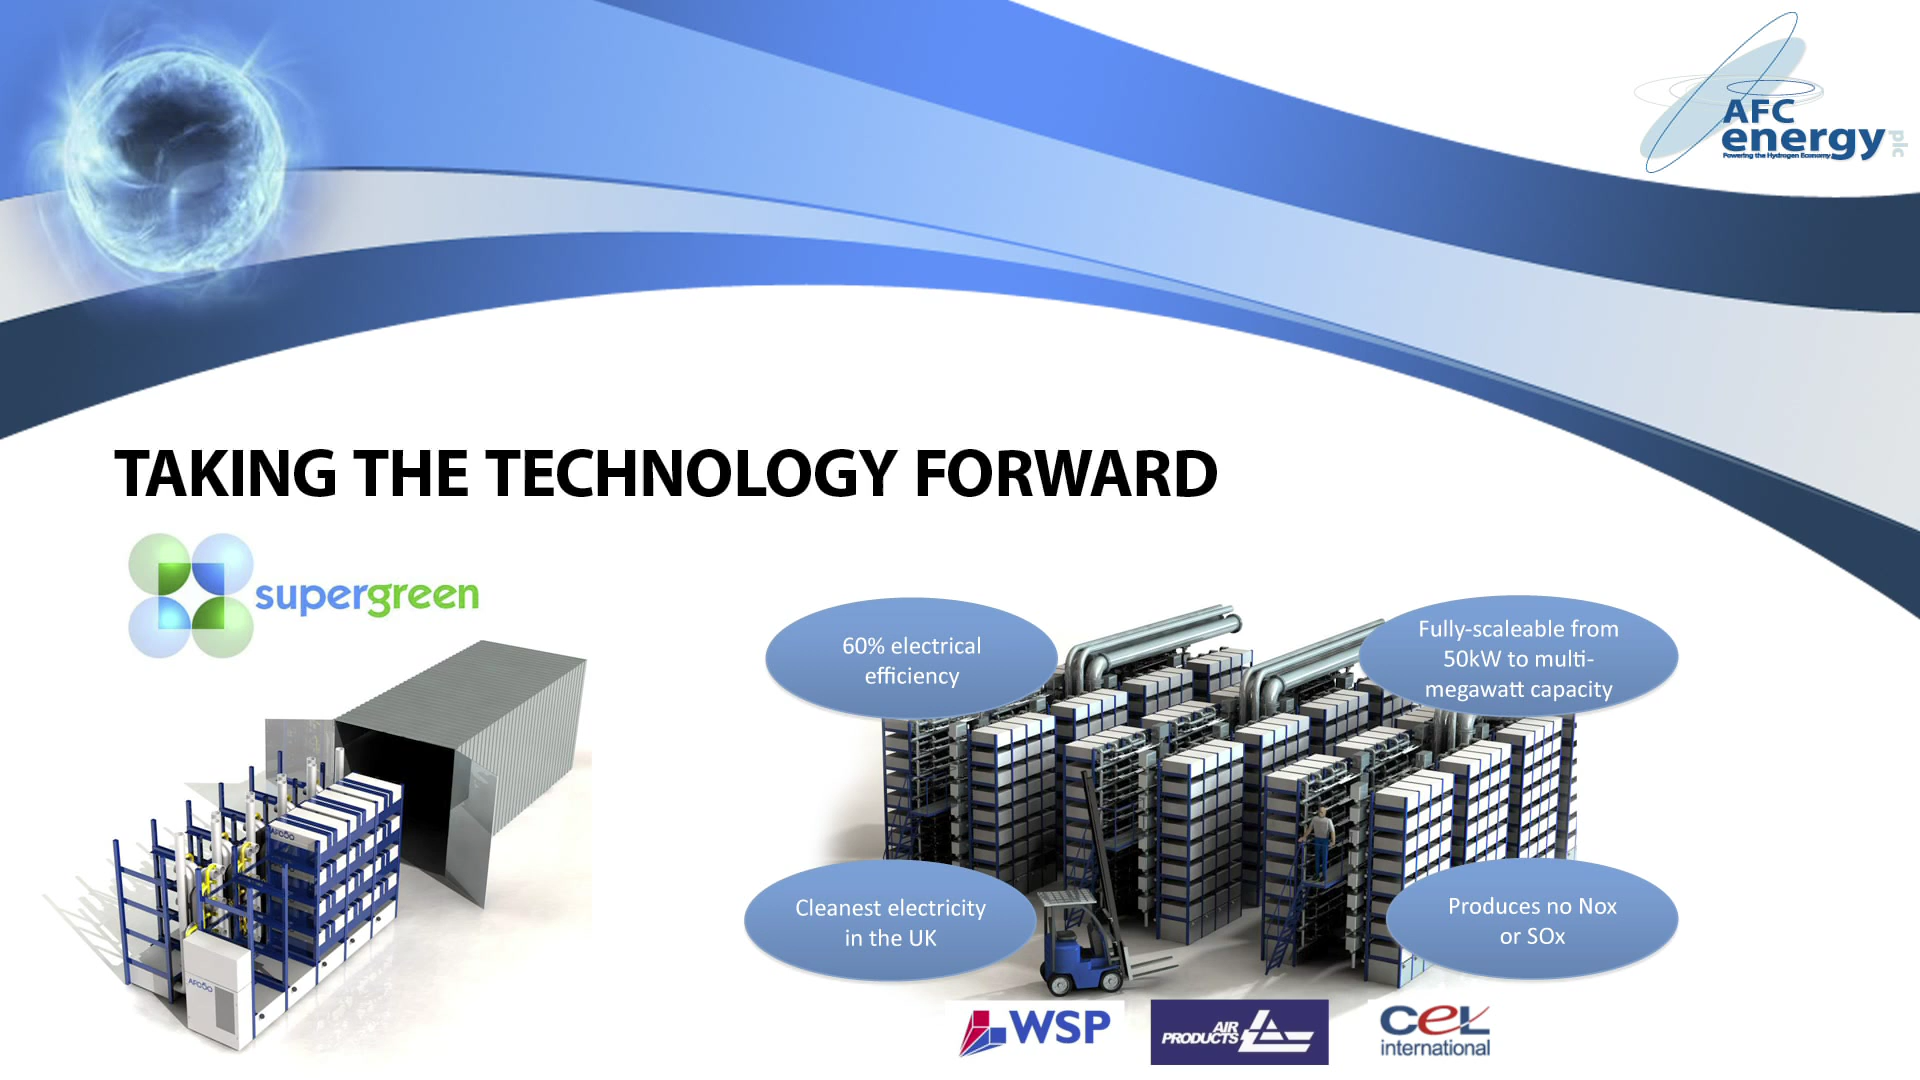 AFC
energy
plc
Powering the Hydrogen Economy
TAKING THE TECHNOLOGY FORWARD
supergreen
60% electrical
efficiency
Fully-scaleable from
50kW to multi-
megawatt capacity
Cleanest electricity
in the UK
Produces no Nox
or SOx
WSP
AIR
PRODUCTS
CEL
international